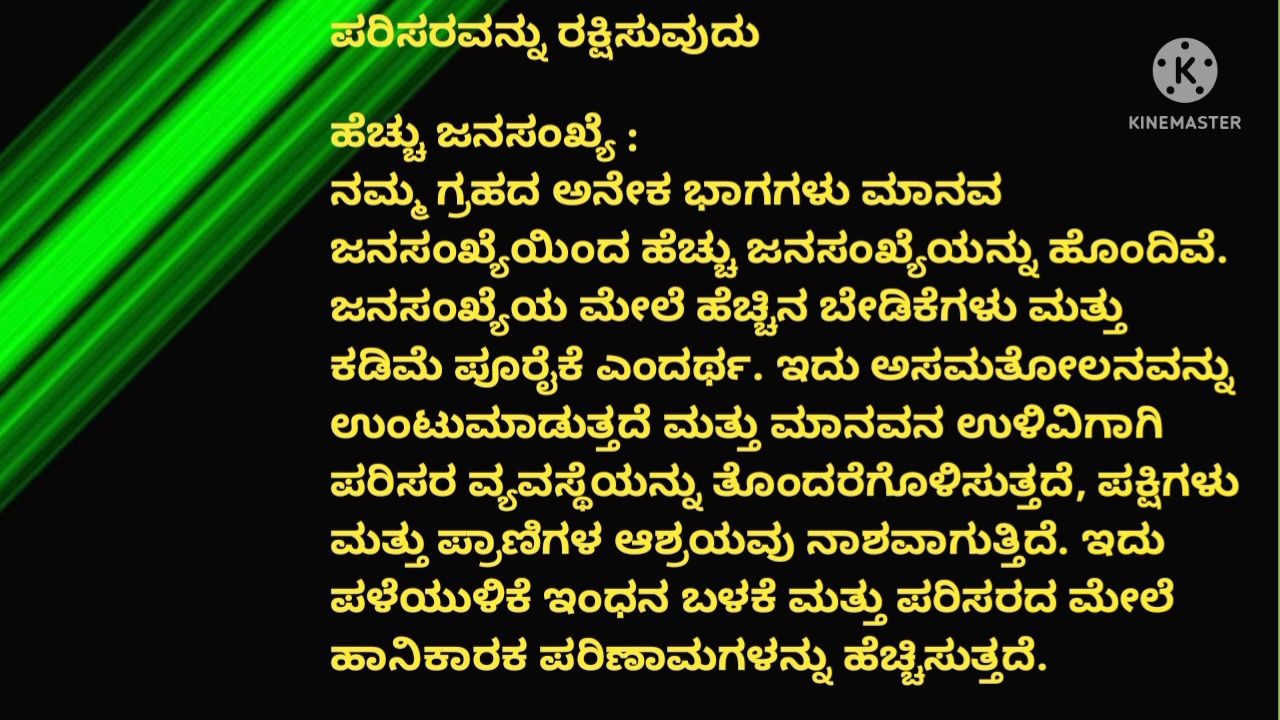 ಪರಿಸರವನ್ನು ರಕ್ಷಿಸುವುದು
KINEMASTER
ಹೆಚ್ಚು ಜನಸಂಖ್ಯೆ :
ನಮ್ಮ ಗ್ರಹದ ಅನೇಕ ಭಾಗಗಳು ಮಾನವ
ಜನಸಂಖ್ಯೆಯಿಂದ ಹೆಚ್ಚು ಜನಸಂಖ್ಯೆಯನ್ನು ಹೊಂದಿವೆ.
ಜನಸಂಖ್ಯೆಯ ಮೇಲೆ ಹೆಚ್ಚಿನ ಬೇಡಿಕೆಗಳು ಮತ್ತು
ಕಡಿಮೆ ಪೂರೈಕೆ ಎಂದರ್ಥ. ಇದು ಅಸಮತೋಲನವನ್ನು
ಉಂಟುಮಾಡುತ್ತದೆ ಮತ್ತು ಮಾನವನ ಉಳಿವಿಗಾಗಿ
ಪರಿಸರ ವ್ಯವಸ್ಥೆಯನ್ನು ತೊಂದರೆಗೊಳಿಸುತ್ತದೆ, ಪಕ್ಷಿಗಳು
ಮತ್ತು ಪ್ರಾಣಿಗಳ ಆಶ್ರಯವು ನಾಶವಾಗುತ್ತಿದೆ. ಇದು
ಪಳೆಯುಳಿಕೆ ಇಂಧನ ಬಳಕೆ ಮತ್ತು ಪರಿಸರದ ಮೇಲೆ
ಹಾನಿಕಾರಕ ಪರಿಣಾಮಗಳನ್ನು ಹೆಚ್ಚಿಸುತ್ತದೆ.